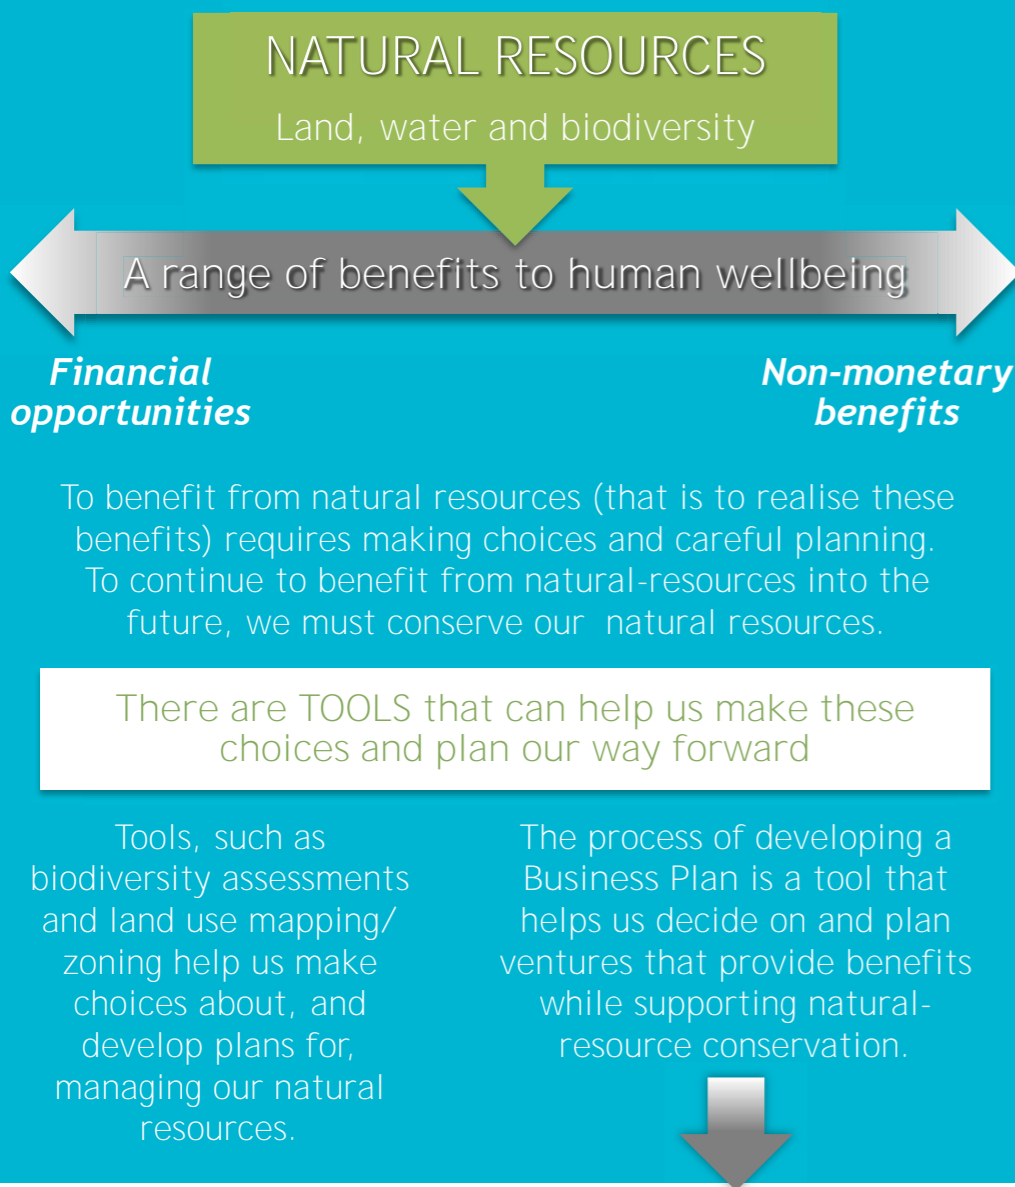 NATURAL RESOURCES
Land, water and biodiversity
A range of benefits to human wellbeing
Financial
opportunities
Non-monetary
benefits
To benefit from natural resources (that is to realise these
benefits) requires making choices and careful planning.
To continue to benefit from natural-resources into the
future, we must conserve our natural resources.
There are TOOLS that can help us make these
choices and plan our way forward
Tools, such as
biodiversity assessments
and land use mapping/
zoning help us make
choices about, and
develop plans for,
managing our natural
resources.
The process of developing a
Business Plan is a tool that
helps us decide on and plan
ventures that provide benefits
while supporting natural-
resource conservation.